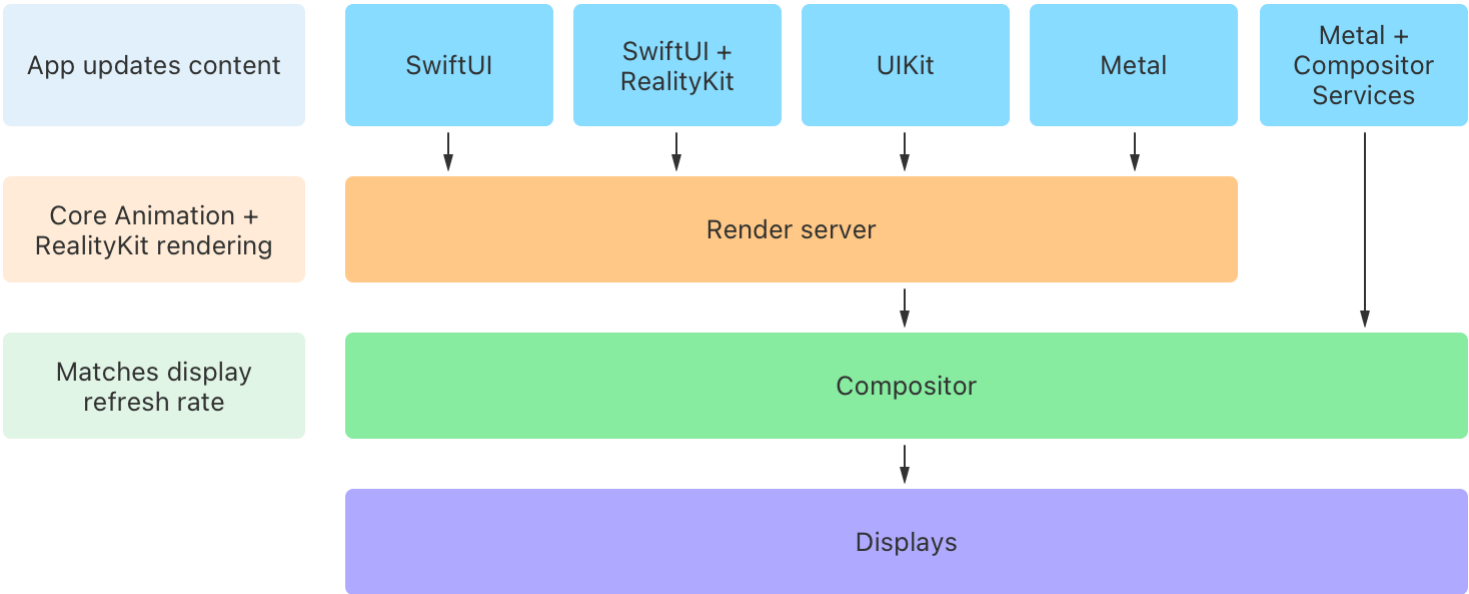 App updates content
SwiftUI
SwiftUI +
RealityKit
UIKit
Metal
Metal +
Compositor
Services
Core Animation +
RealityKit rendering
Render server
Matches display
refresh rate
Compositor
Displays